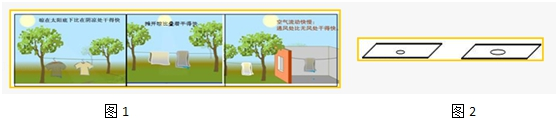 晾在太阳底下比在阴凉处干得快
摊开时比叠着干得快
空气流动快慢：
通风处比无风处干得快
图1
图2